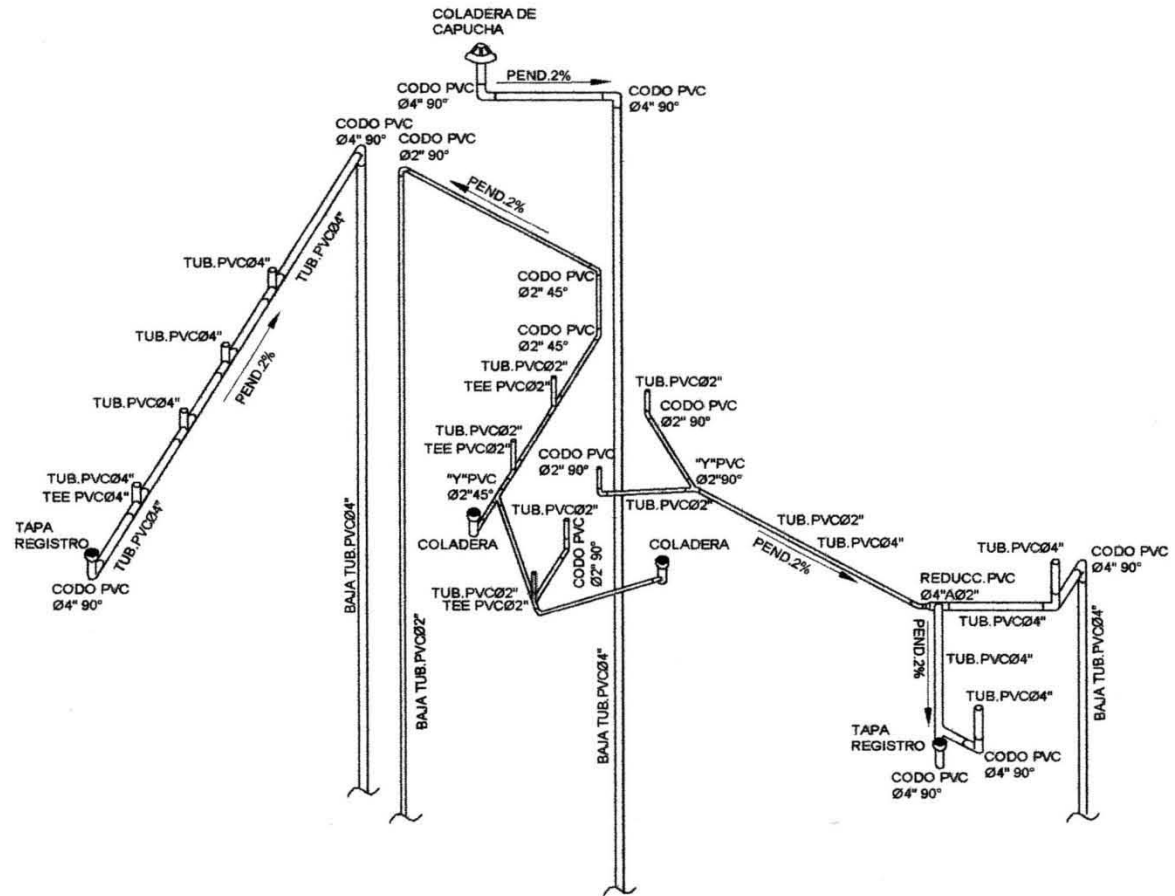 COLADERA DE
CAPUCHA
PEND.2%
CODO PVC
Ø4" 90°
CODO PVC
Ø4" 90°
CODO PVC
Ø4" 90°
CODO PVC
Ø2" 90°
PEND.2%
TUB.PVCØ4"
TUB.PVCØ4"
TUB.PVCØ4"
TUB.PVCØ4"
PEND.2%
TUB.PVCØ4"
TEE PVCØ4"
TUB.PVCØ4"
TAPA
REGISTRO
CODO PVC
Ø4" 90°
BAJA TUB.PVCØ4"
BAJA TUB.PVCØ2"
CODO PVC
Ø2" 45°
CODO PVC
Ø2" 45°
TUB.PVCØ2"
TEE PVCØ2"
TUB.PVCØ2"
TEE PVCØ2"
"Y"PVC
Ø2"45°
COLADERA
TUB.PVCØ2"
CODO PVC
Ø2" 90°
TUB.PVCØ2"
TEE PVCØ2"
COLADERA
BAJA TUB.PVCØ4"
CODO PVC
Ø2" 90°
TUB.PVCØ2"
CODO PVC
Ø2" 90°
"Y"PVC
Ø2"90°
TUB.PVCØ2"
TUB.PVCØ2"
TUB.PVCØ4"
PEND.2%
REDUCC.PVC
Ø4"AØ2"
TUB.PVCØ4"
CODO PVC
Ø4" 90°
TUB.PVCØ4"
PEND.2%
TUB.PVCØ4"
TUB.PVCØ4"
BAJA TUB.PVCØ4"
TAPA
REGISTRO
CODO PVC
Ø4" 90°
CODO PVC
Ø4" 90°